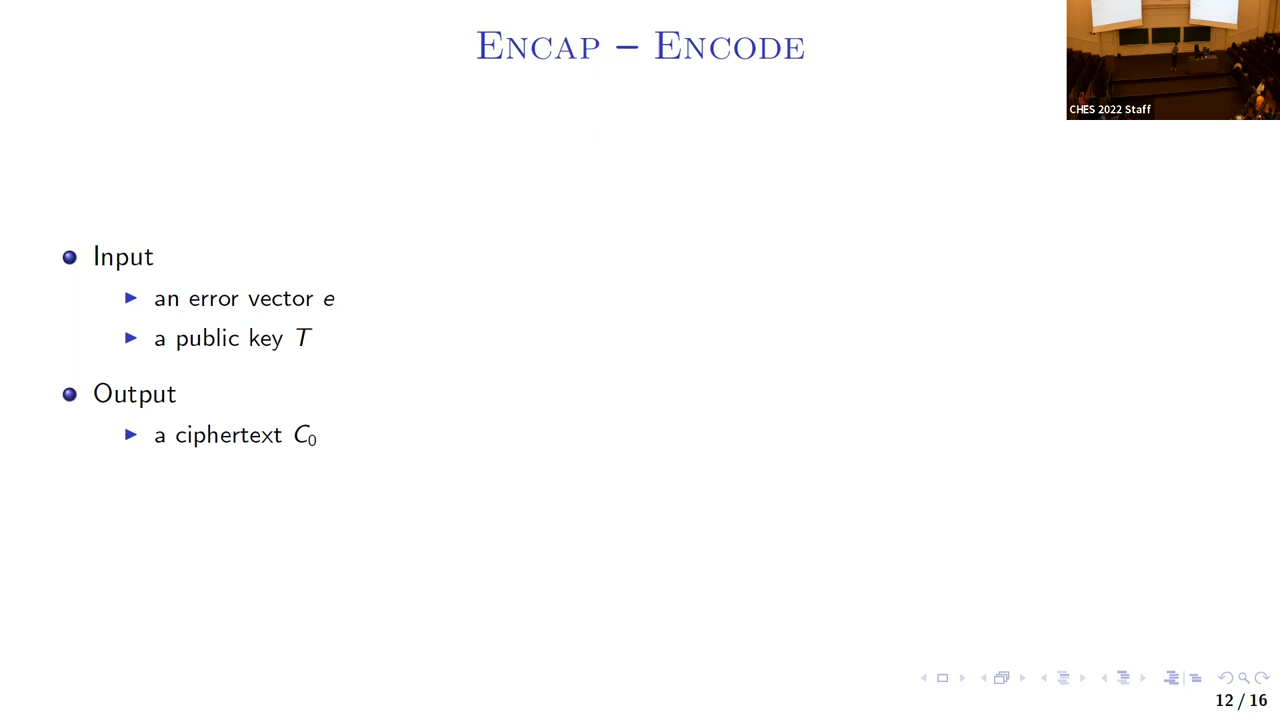 Encap – Encode
CHES 2022 Staff
Input
an error vector e
a public key T
Output
a ciphertext C₀
12 / 16